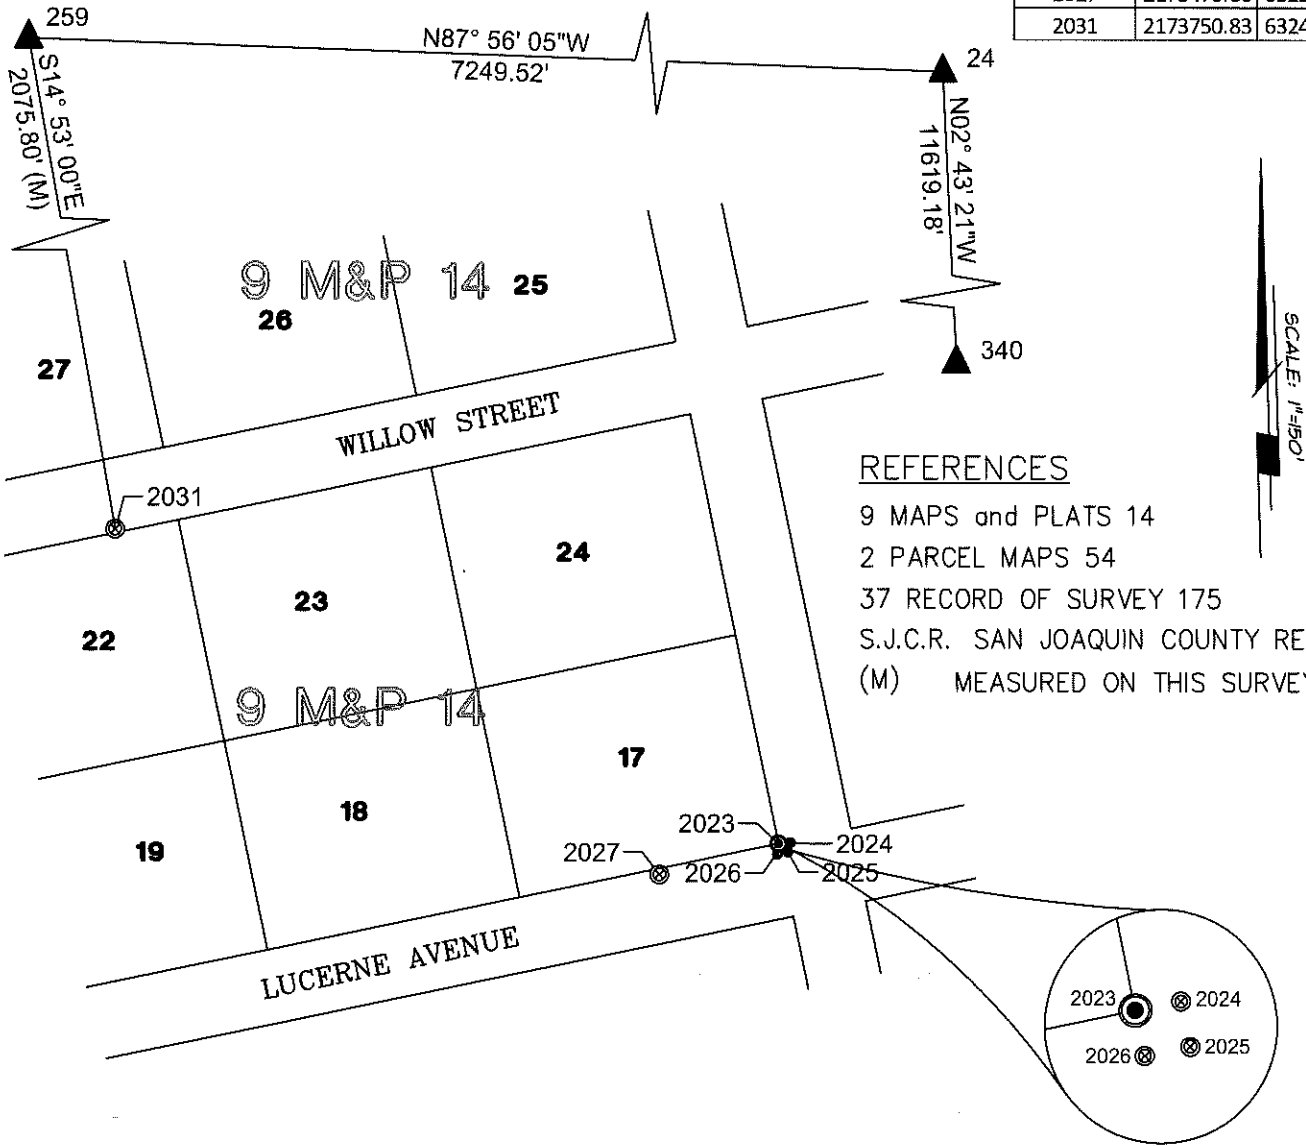 2031 2173750.83 6324
259
N87° 56' 05"W
7249.52'
24
S14° 53' 00"E
2075.80' (M)
N02° 43' 21"W
11619.18'
9 M&P 14
25
26
27
340
SCALE: 1"=150'
WILLOW STREET
2031
REFERENCES
9 MAPS and PLATS 14
2 PARCEL MAPS 54
37 RECORD OF SURVEY 175
S.J.C.R. SAN JOAQUIN COUNTY RE
(M) MEASURED ON THIS SURVEY
24
23
22
9 M&P 14
17
18
19
2023
2024
2027
2026
2025
LUCERNE AVENUE
2023
2024
2025
2026